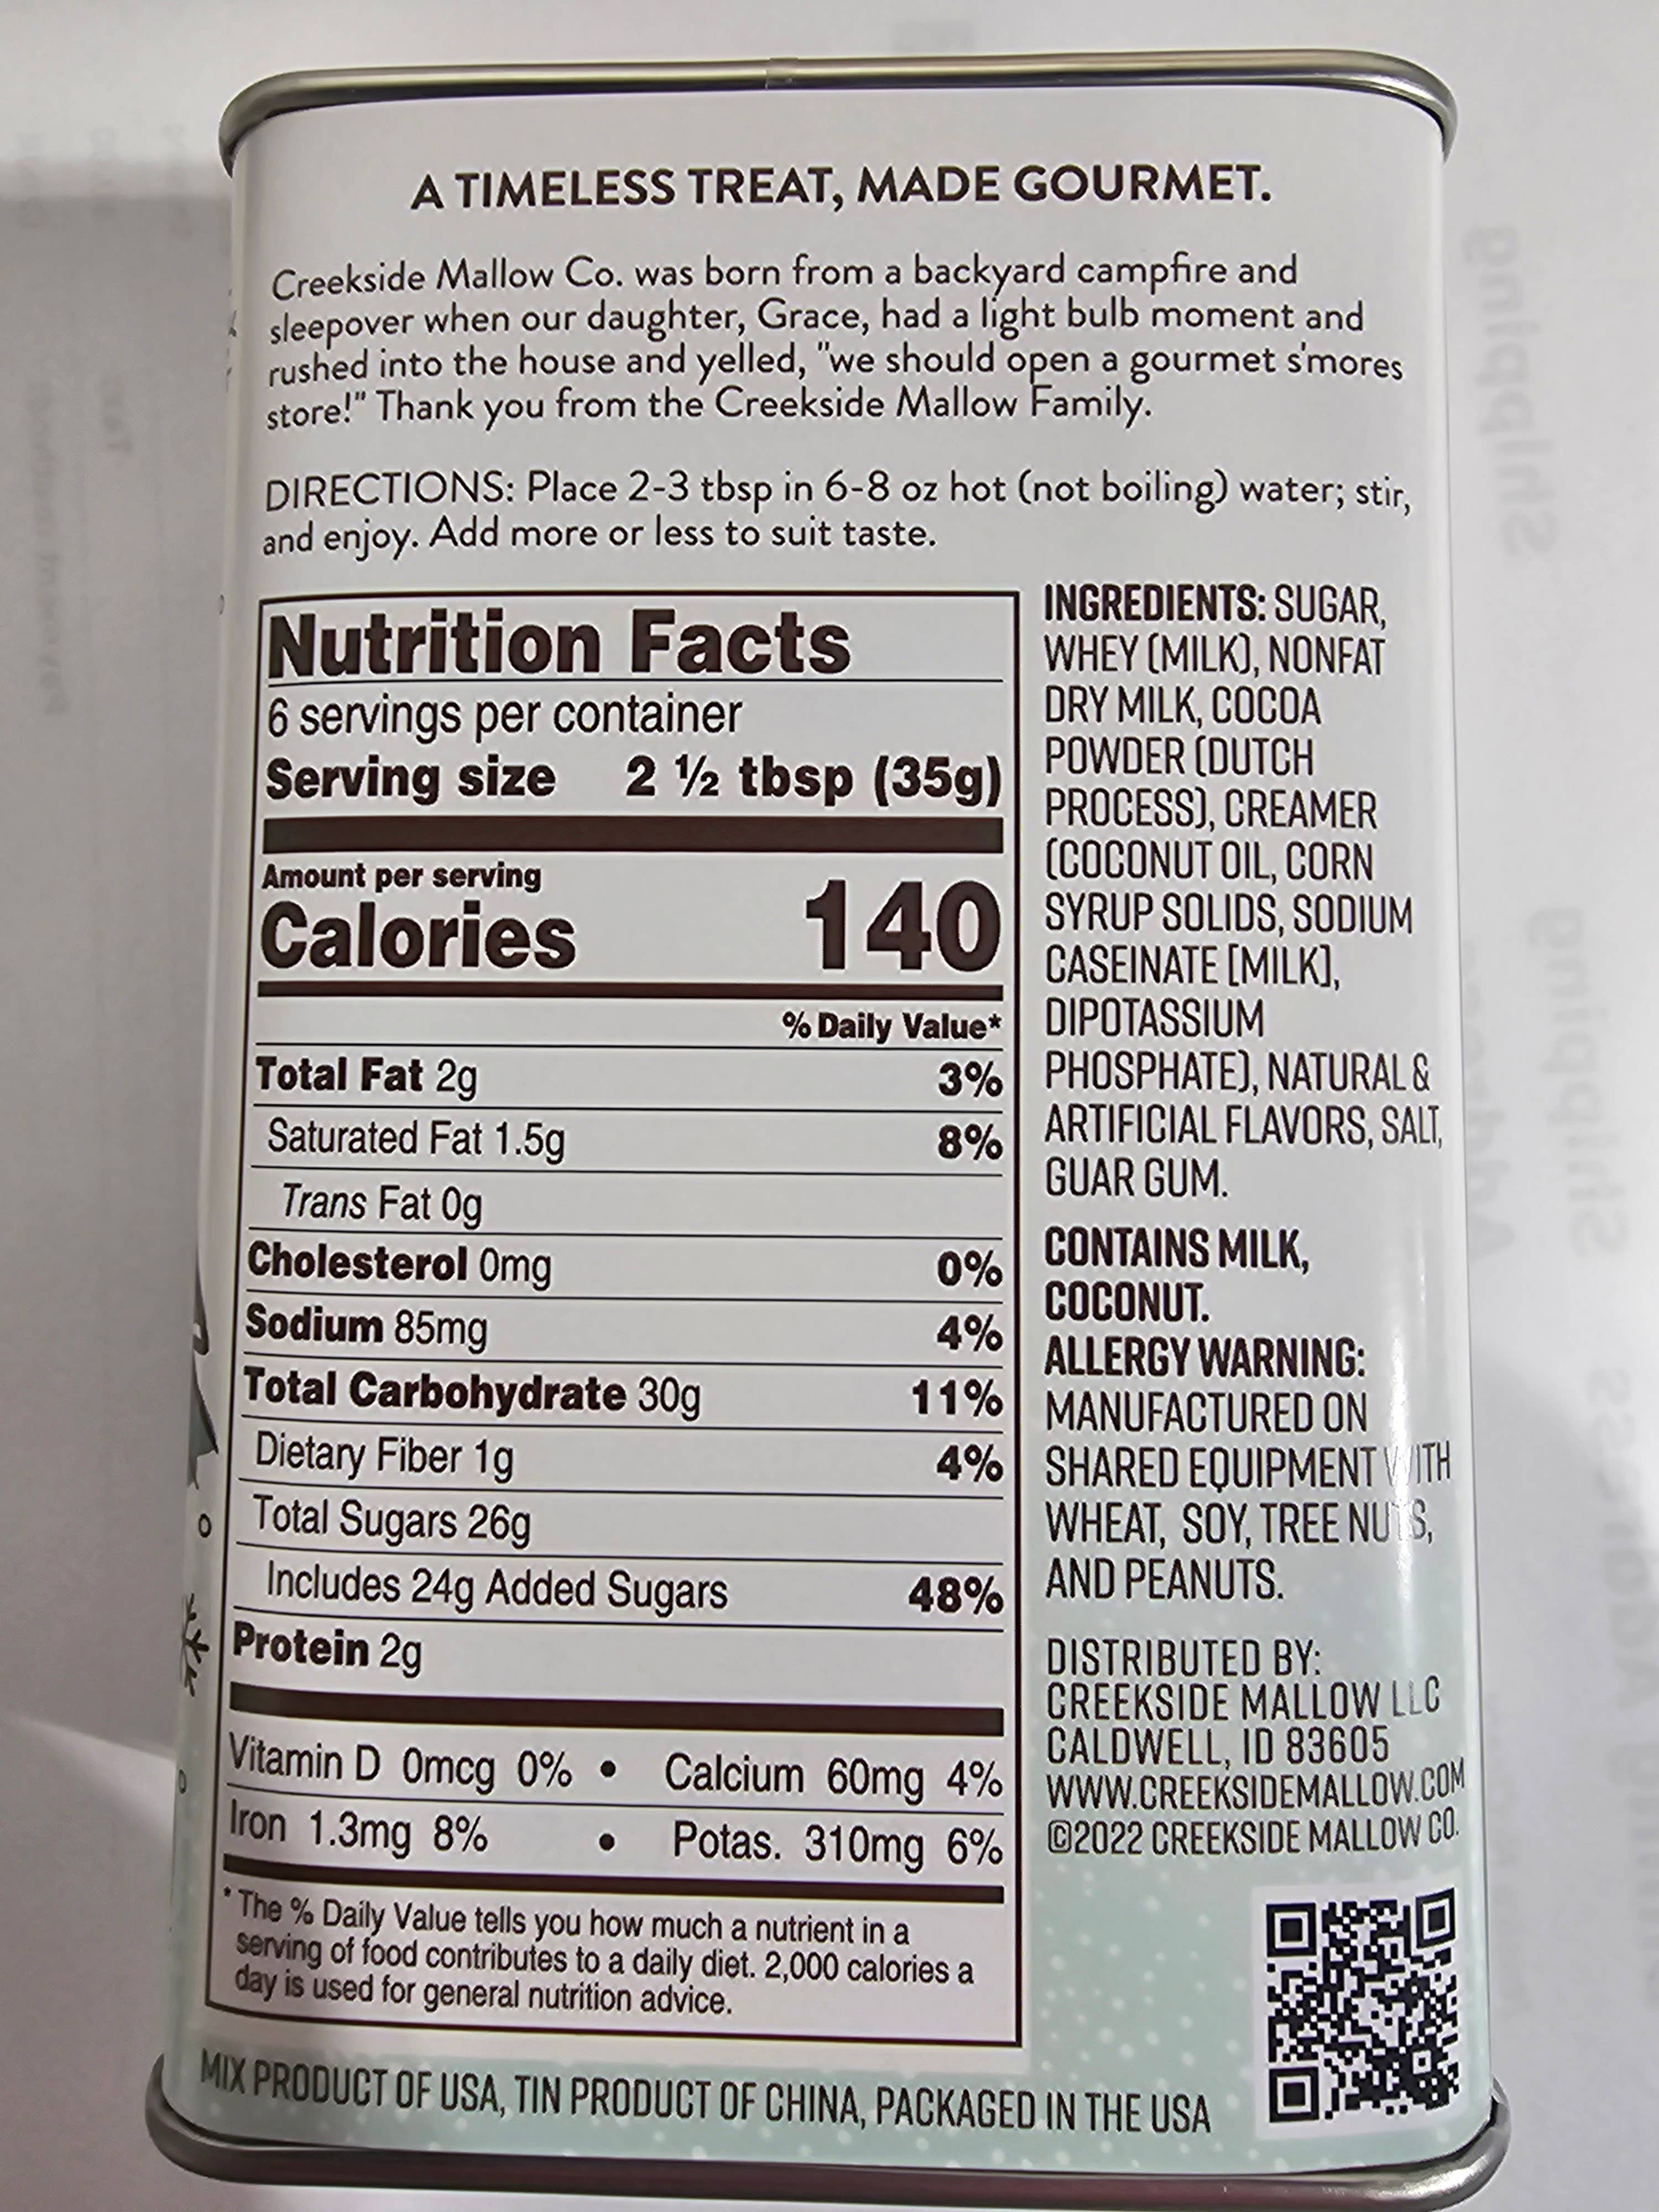 A TIMELESS TREAT, MADE GOURMET.
Creekside Mallow Co. was born from a backyard campfire and
sleepover when our daughter, Grace, had a light bulb moment and
rushed into the house and yelled, "we should open a gourmet s'mores
store!" Thank you from the Creekside Mallow Family.
DIRECTIONS: Place 2-3 tbsp in 6-8 oz hot (not boiling) water; stir,
and enjoy. Add more or less to suit taste.
Nutrition Facts
6 servings per container
Serving size 2 ½ tbsp (35g)
Amount per serving
Calories 140
% Daily Value*
Total Fat 2g 3%
Saturated Fat 1.5g 8%
Trans Fat 0g
Cholesterol 0mg 0%
Sodium 85mg 4%
Total Carbohydrate 30g 11%
Dietary Fiber 1g 4%
Total Sugars 26g
Includes 24g Added Sugars 48%
Protein 2g
Vitamin D 0mcg 0% • Calcium 60mg 4%
Iron 1.3mg 8% • Potas. 310mg 6%
* The % Daily Value tells you how much a nutrient in a
serving of food contributes to a daily diet. 2,000 calories a
day is used for general nutrition advice.
INGREDIENTS: SUGAR,
WHEY (MILK), NONFAT
DRY MILK, COCOA
POWDER (DUTCH
PROCESS), CREAMER
(COCONUT OIL, CORN
SYRUP SOLIDS, SODIUM
CASEINATE [MILK],
DIPOTASSIUM
PHOSPHATE), NATURAL &
ARTIFICIAL FLAVORS, SALT,
GUAR GUM.
CONTAINS MILK,
COCONUT.
ALLERGY WARNING:
MANUFACTURED ON
SHARED EQUIPMENT WITH
WHEAT, SOY, TREE NUTS,
AND PEANUTS.
DISTRIBUTED BY:
CREEKSIDE MALLOW LLC
CALDWELL, ID 83605
WWW.CREEKSIDEMALLOW.COM
©2022 CREEKSIDE MALLOW CO.
MIX PRODUCT OF USA, TIN PRODUCT OF CHINA, PACKAGED IN THE USA